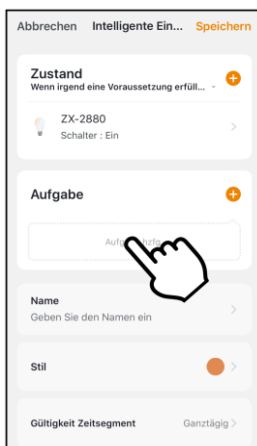 Abbrechen Intelligente Ein... Speichern
Zustand
Wenn irgend eine Voraussetzung erfüll...
ZX-2880
Schalter : Ein
Aufgabe
Name
Geben Sie den Namen ein
Stil
Gültigkeit Zeitsegment Ganztägig